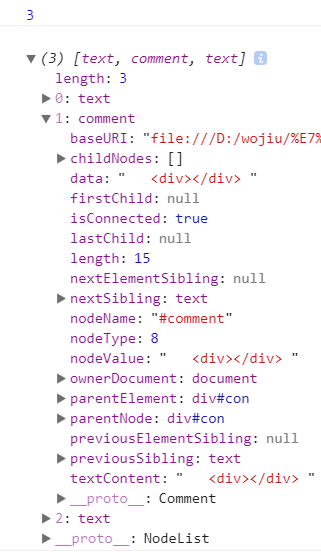 3
▼ (3) [text, comment, text] i
length: 3
▶ 0: text
▼ 1: comment
baseURI: "file:///D:/wojiu/%E7%
▶ childNodes: []
data: "   <div></div> "
firstChild: null
isConnected: true
lastChild: null
length: 15
nextElementSibling: null
▶ nextSibling: text
nodeName: "#comment"
nodeType: 8
nodeValue: "   <div></div> "
▶ ownerDocument: document
▶ parentElement: div#con
▶ parentNode: div#con
previousElementSibling: null
▶ previousSibling: text
textContent: "   <div></div> "
▶ __proto__: Comment
▶ 2: text
▶ __proto__: NodeList